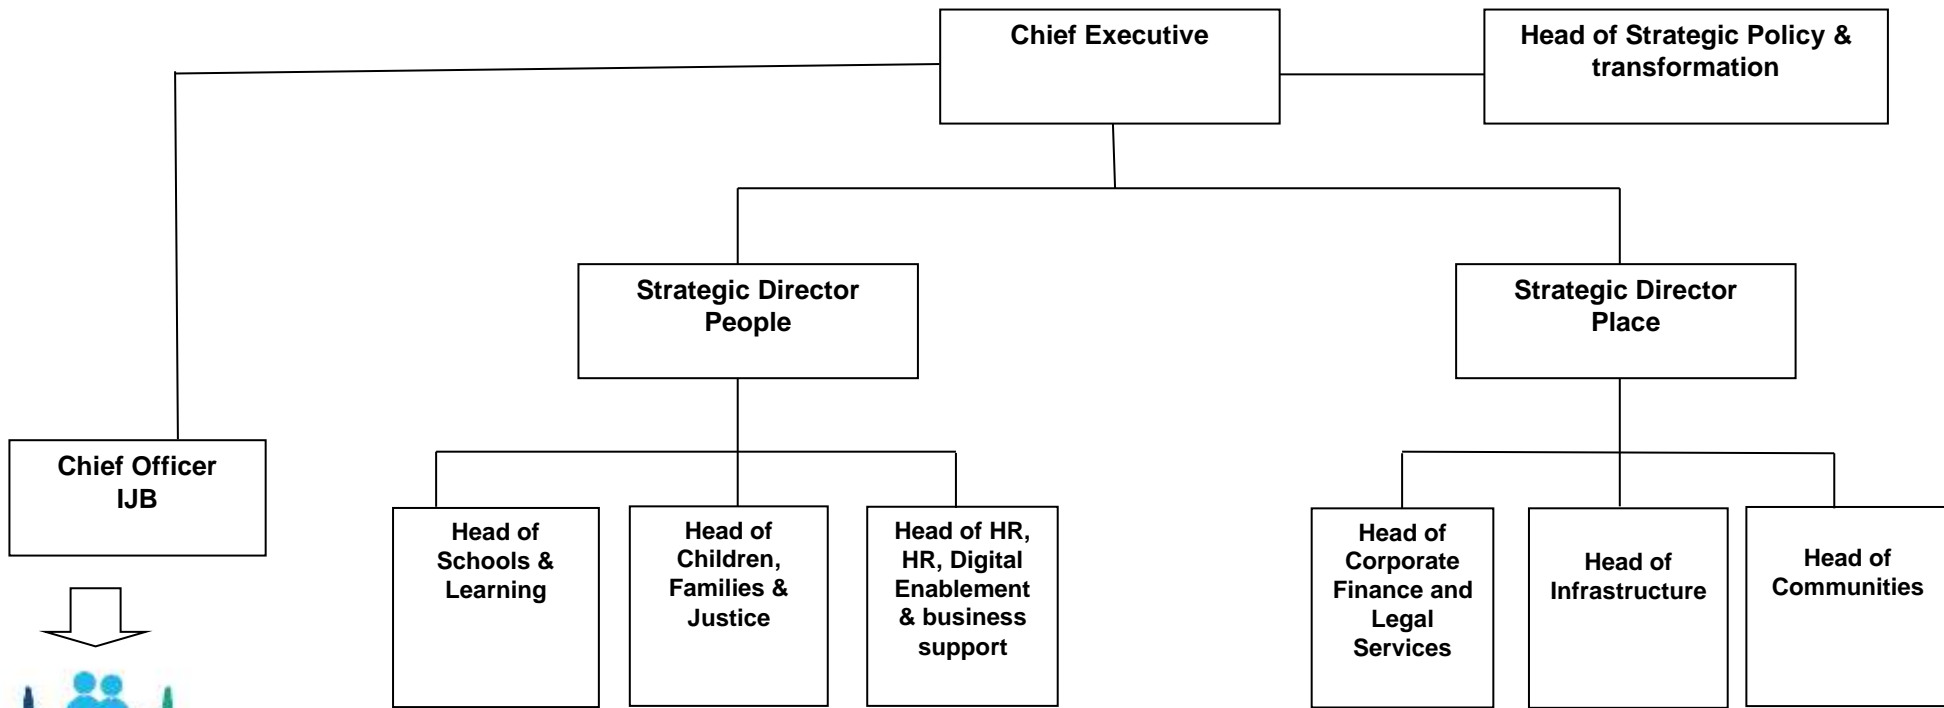 Chief Executive
Head of Strategic Policy &
transformation
Strategic Director
People
Strategic Director
Place
Chief Officer
IJB
Head of
Schools &
Learning
Head of
Children,
Families &
Justice
Head of HR,
HR, Digital
Enablement
& business
support
Head of
Corporate
Finance and
Legal
Services
Head of
Infrastructure
Head of
Communities